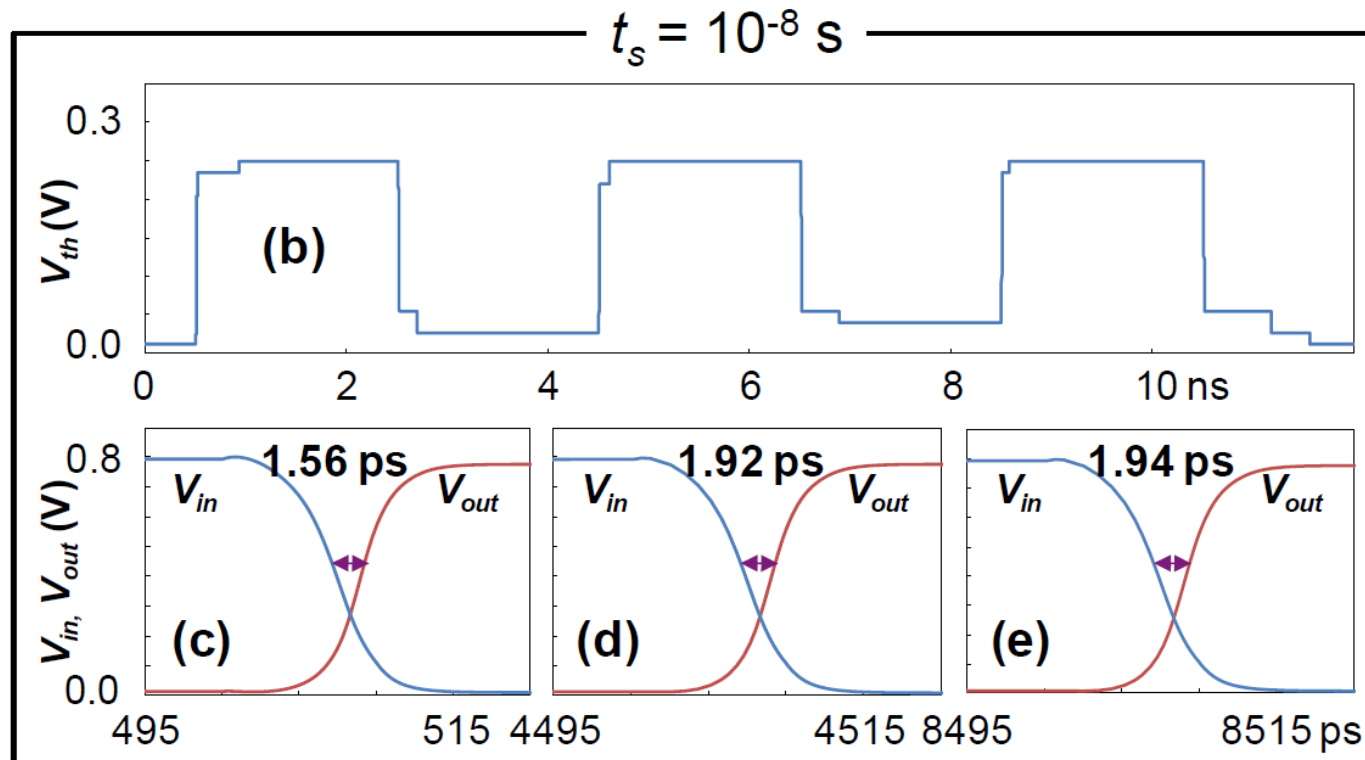 t_s = 10⁻⁸ s
0.3
V_th (V)
(b)
0.0
0 2 4 6 8 10 ns
0.8 1.56 ps 1.92 ps 1.94 ps
V_in V_out V_in V_out V_in V_out
V_in, V_out (V)
(c) (d) (e)
0.0
495 515 4495 4515 8495 8515 ps